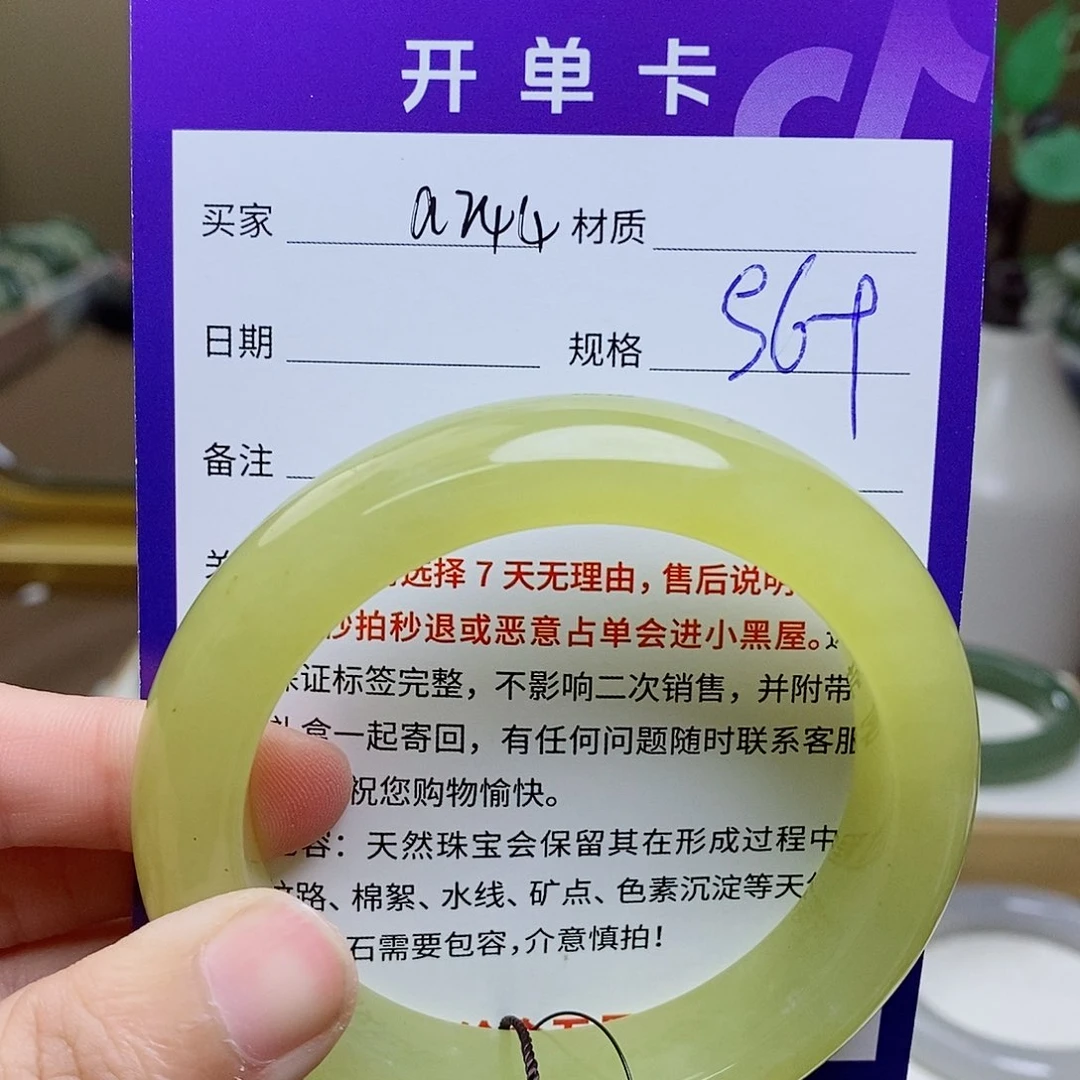 开单卡
买家 材质
日期 规格
备注
选择 7 天无理由，售后说明
秒拍秒退或恶意占单会进小黑屋。
证标签完整，不影响二次销售，并附带
礼盒一起寄回，有任何问题随时联系客服
祝您购物愉快。
容：天然珠宝会保留其在形成过程中
纹路、棉絮、水线、矿点、色素沉淀等天
石需要包容，介意慎拍！